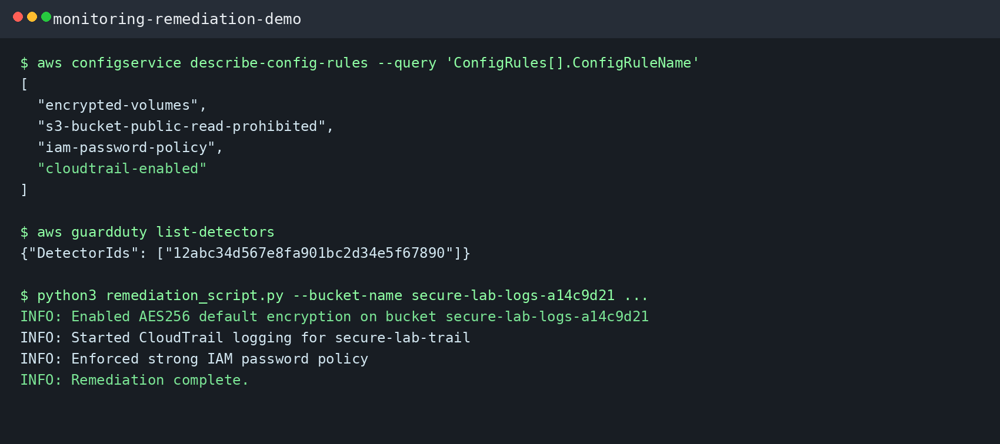 monitoring-remediation-demo
$ aws configservice describe-config-rules --query 'ConfigRules[].ConfigRuleName'
[
  "encrypted-volumes",
  "s3-bucket-public-read-prohibited",
  "iam-password-policy",
  "cloudtrail-enabled"
]
$ aws guardduty list-detectors
{"DetectorIds": ["12abc34d567e8fa901bc2d34e5f67890"]}
$ python3 remediation_script.py --bucket-name secure-lab-logs-a14c9d21 ...
INFO: Enabled AES256 default encryption on bucket secure-lab-logs-a14c9d21
INFO: Started CloudTrail logging for secure-lab-trail
INFO: Enforced strong IAM password policy
INFO: Remediation complete.